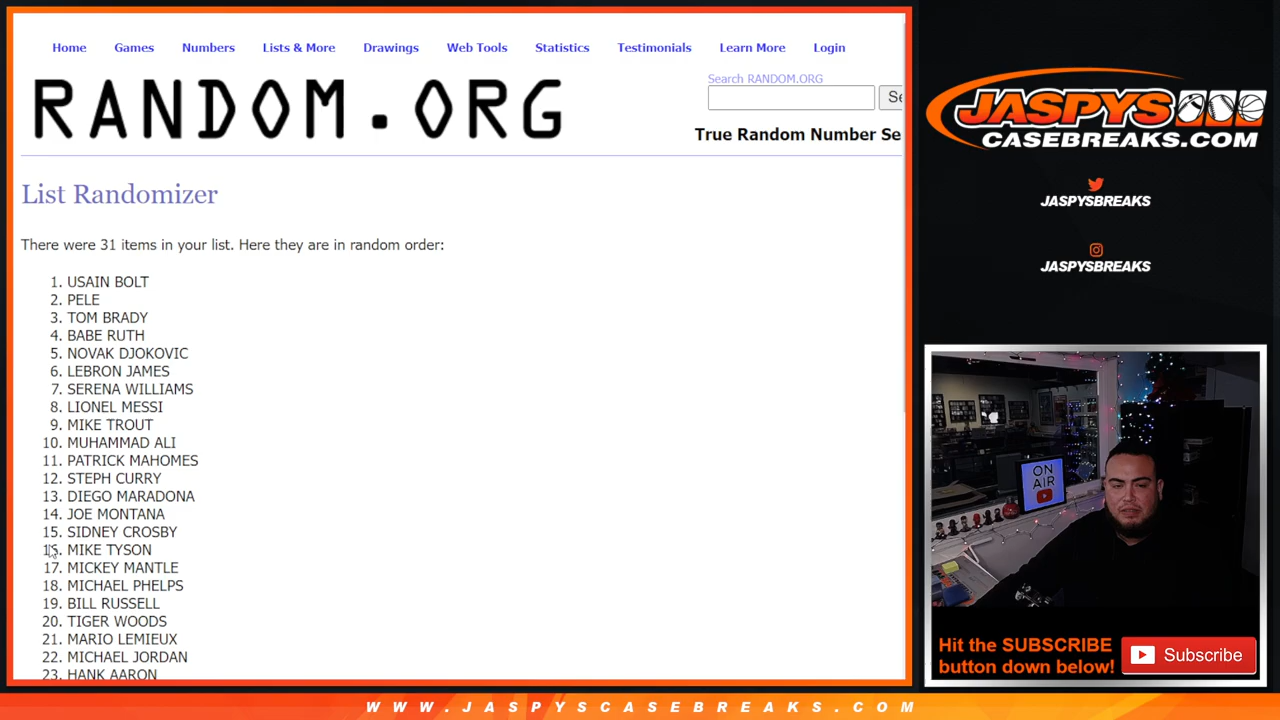 Home Games Numbers Lists & More Drawings Web Tools Statistics Testimonials Learn More Login
RANDOM.ORG
Search RANDOM.ORG
Se
True Random Number Se
List Randomizer
There were 31 items in your list. Here they are in random order:
1. USAIN BOLT
2. PELE
3. TOM BRADY
4. BABE RUTH
5. NOVAK DJOKOVIC
6. LEBRON JAMES
7. SERENA WILLIAMS
8. LIONEL MESSI
9. MIKE TROUT
10. MUHAMMAD ALI
11. PATRICK MAHOMES
12. STEPH CURRY
13. DIEGO MARADONA
14. JOE MONTANA
15. SIDNEY CROSBY
16. MIKE TYSON
17. MICKEY MANTLE
18. MICHAEL PHELPS
19. BILL RUSSELL
20. TIGER WOODS
21. MARIO LEMIEUX
22. MICHAEL JORDAN
23. HANK AARON
JASPYS
CASEBREAKS.COM
JASPYSBREAKS
JASPYSBREAKS
ON
AIR
Hit the SUBSCRIBE
button down below!
Subscribe
WWW.JASPYSCASEBREAKS.COM